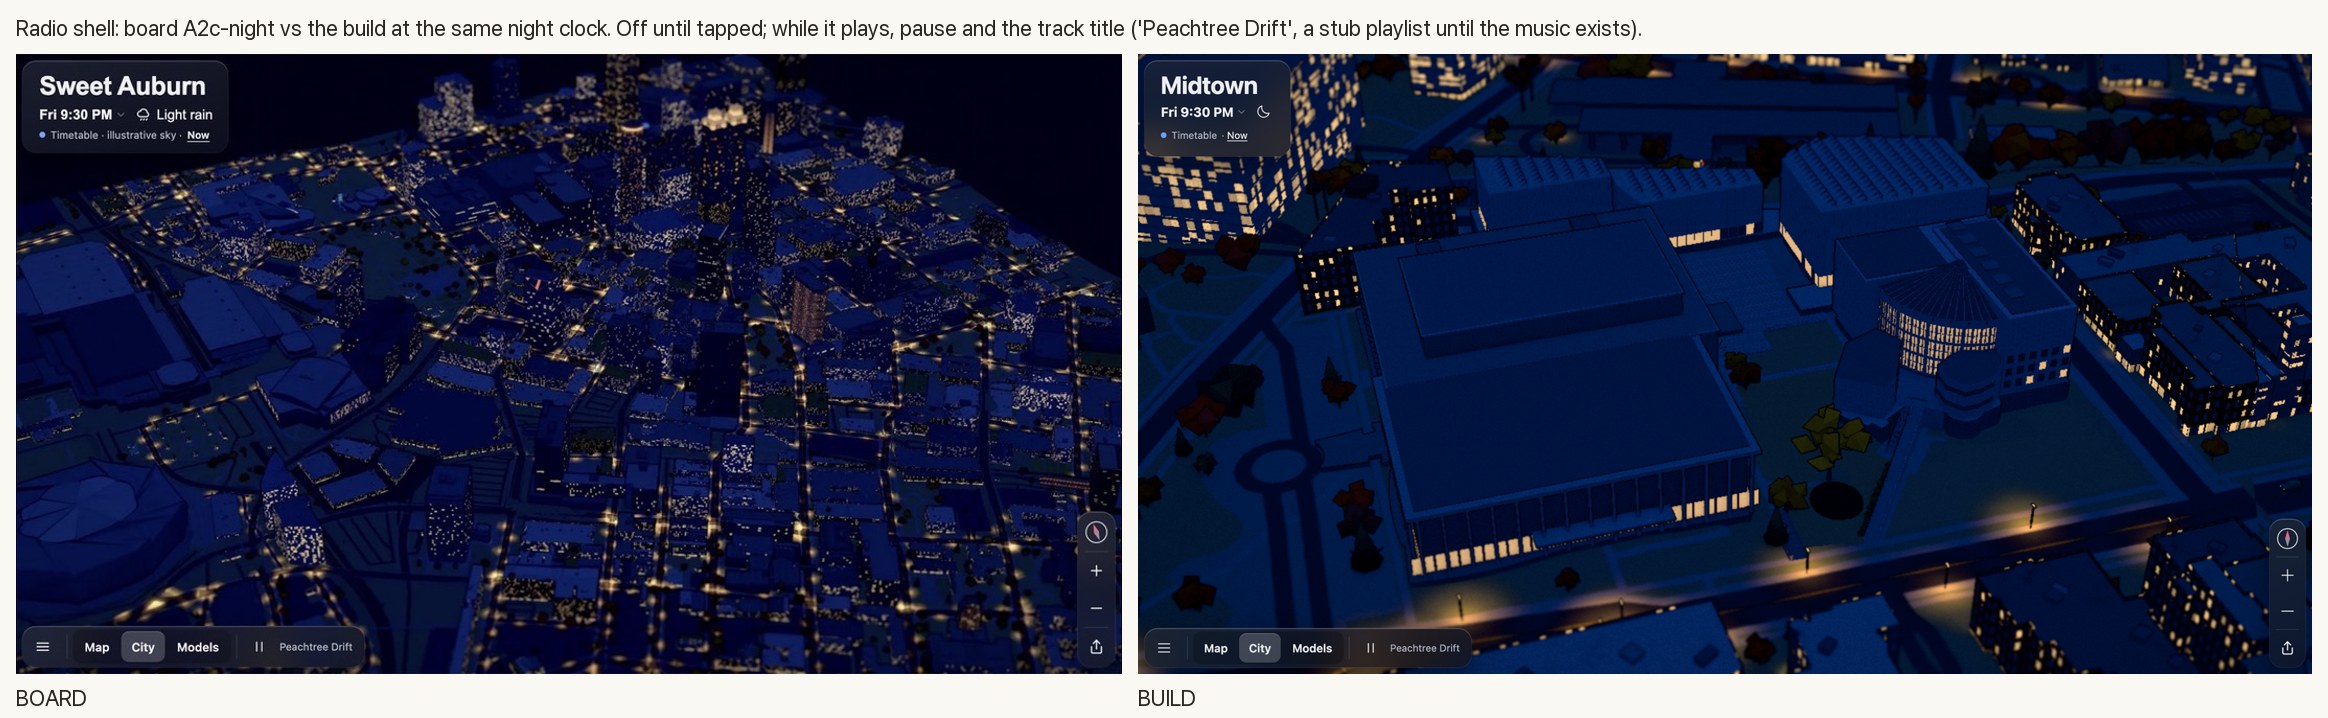 Radio shell: board A2c-night vs the build at the same night clock. Off until tapped; while it plays, pause and the track title ('Peachtree Drift', a stub playlist until the music exists).
Sweet Auburn
Fri 9:30 PM Light rain
Timetable · illustrative sky · Now
Map City Models Peachtree Drift
BOARD
Midtown
Fri 9:30 PM
Timetable · Now
Map City Models Peachtree Drift
BUILD